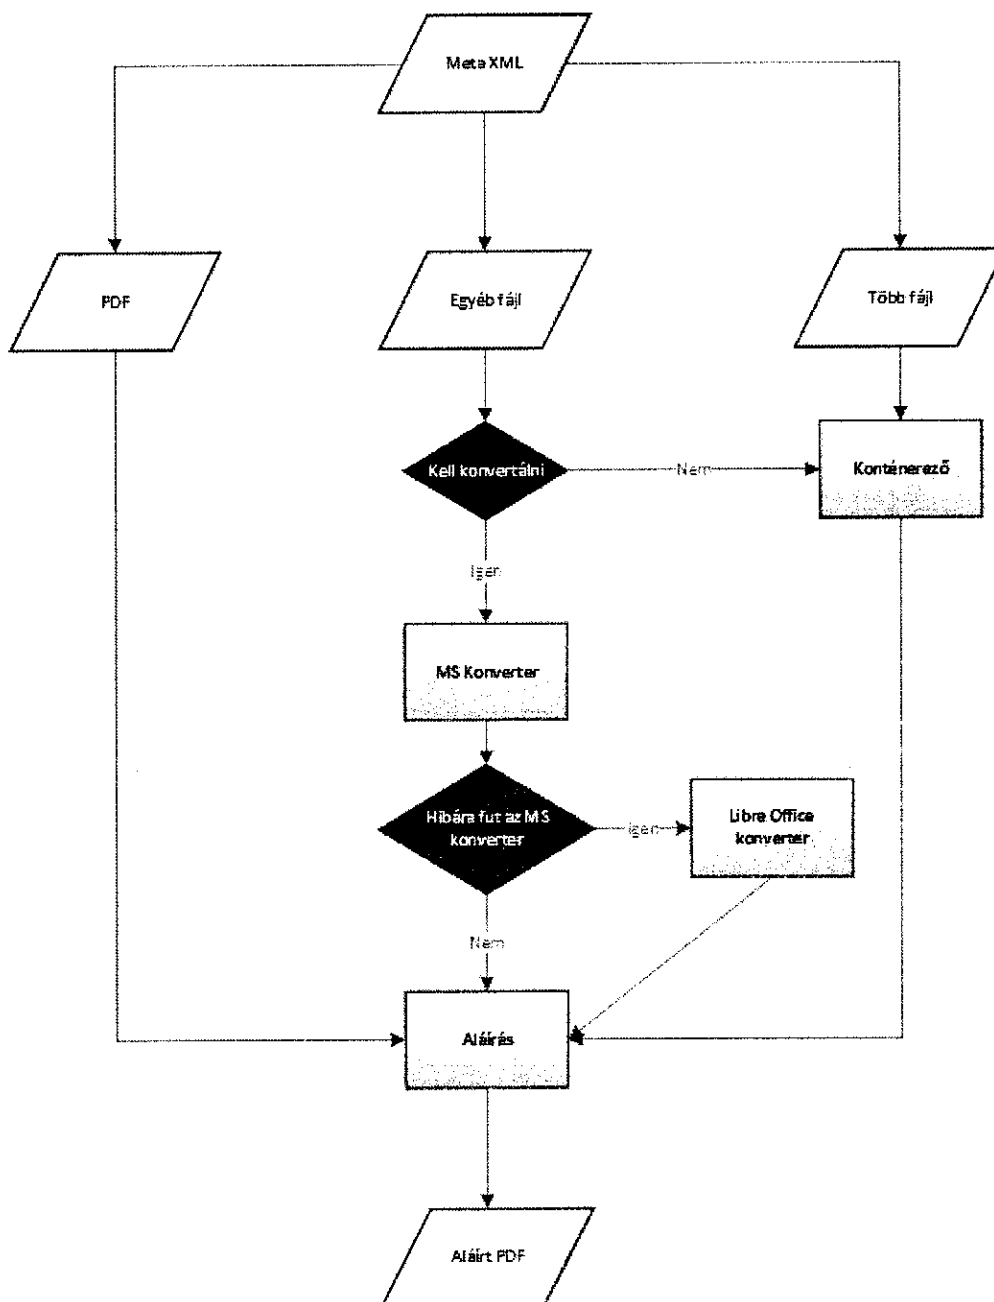 Meta XML
PDF
Egyéb fájl
Több fájl
Kell konvertálni
Nem
Konténerező
Igen
MS Konverter
Hibára fut az MS
konverter
Igen
Libre Office
konverter
Nem
Aláírás
Aláírt PDF